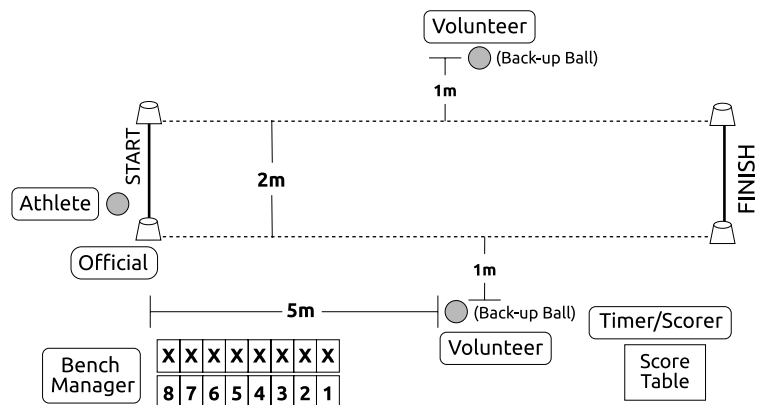 Volunteer
(Back-up Ball)
1m
START
2m
FINISH
Athlete
Official
1m
5m
(Back-up Ball)
Volunteer
Timer/Scorer
Score
Table
Bench
Manager
X X X X X X X X
8 7 6 5 4 3 2 1